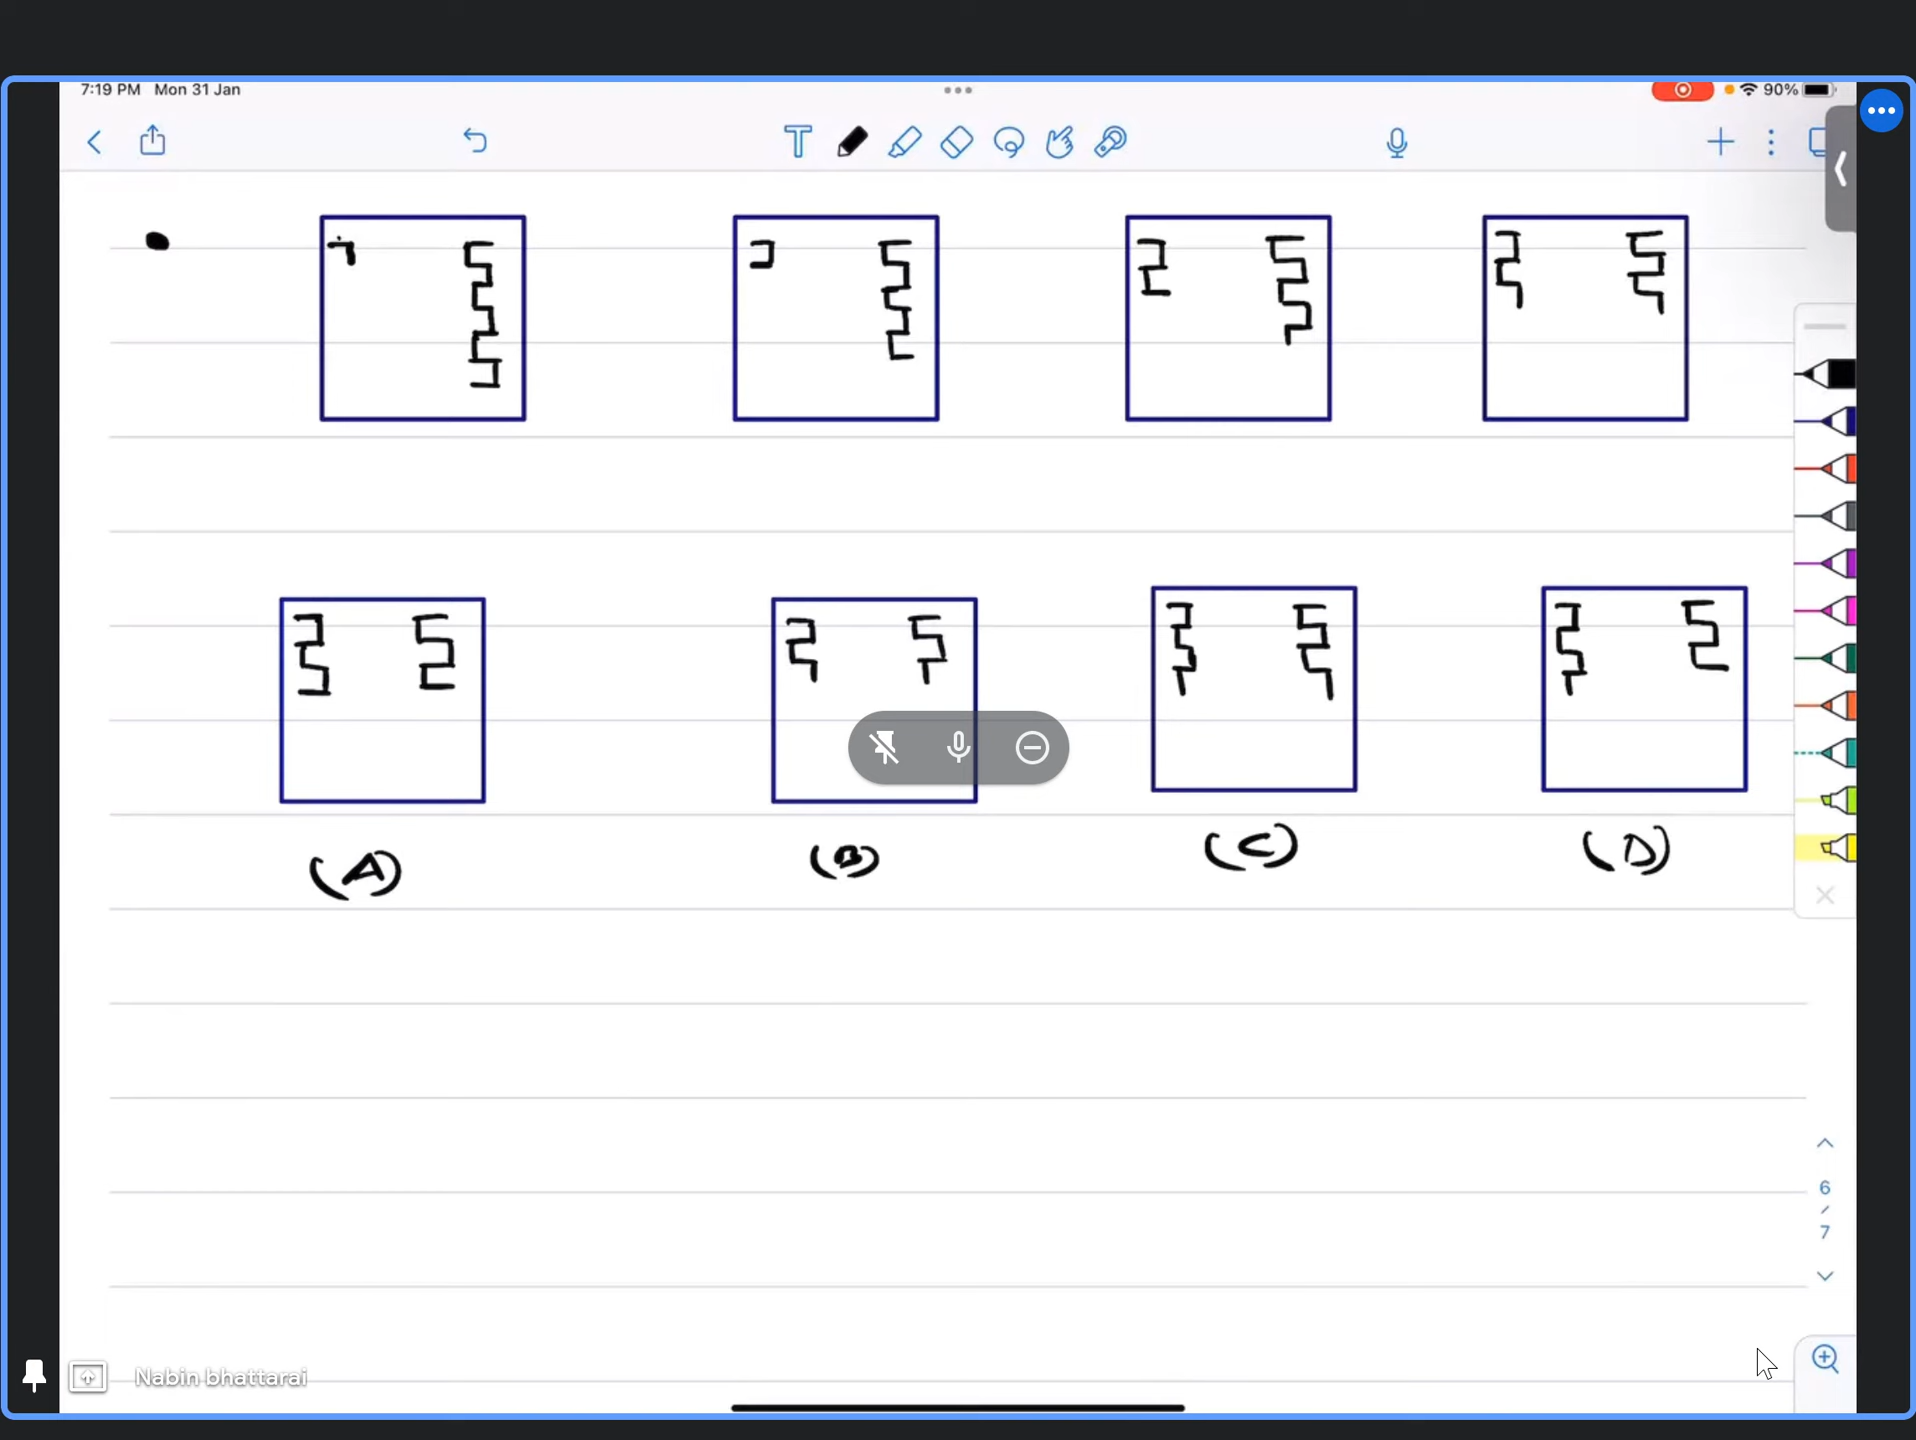 7:19 PM Mon 31 Jan
90%
T
(A)
(B)
(C)
(D)
6
/
7
Nabin bhattarai